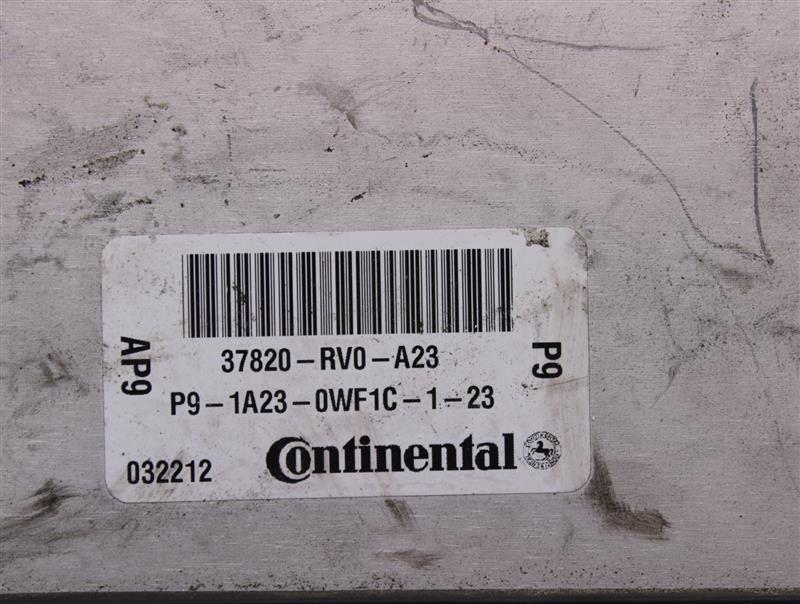 37820-RV0-A23
AP9
P9
P9-1A23-0WF1C-1-23
032212
Continental